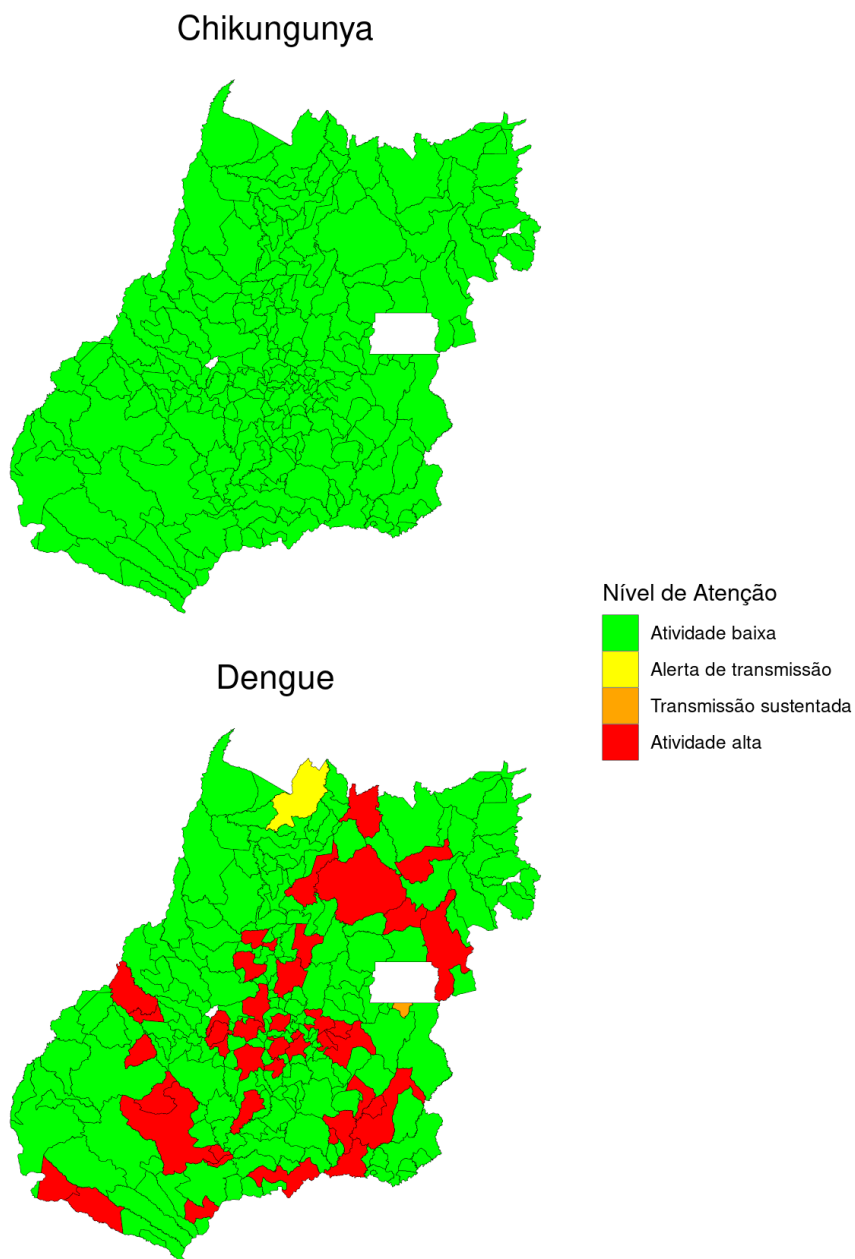 Chikungunya
Nível de Atenção
Atividade baixa
Alerta de transmissão
Transmissão sustentada
Atividade alta
Dengue